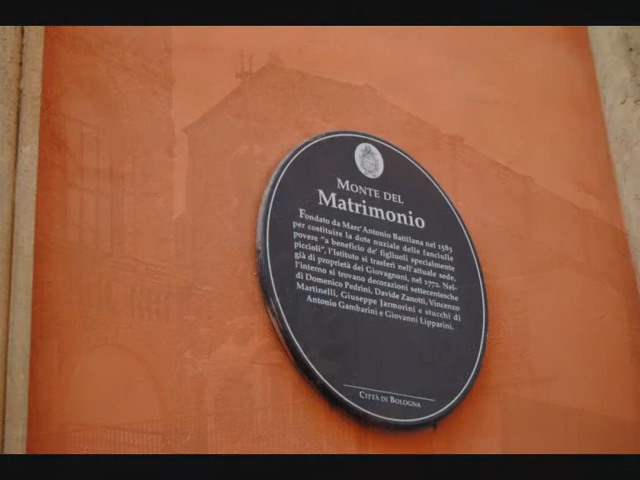 MONTE DEL
Matrimonio
Fondato da Marc'Antonio Battilana nel 1583
per costituire la dote nuziale delle fanciulle
povere "a beneficio de' figliuoli specialmente
piccioli", l'Istituto si trasferì nell'attuale sede,
già di proprietà dei Giovagnoni, nel 1772. Nel-
l'interno si trovano decorazioni settecentesche
di Domenico Pedrini, Davide Zanotti, Vincenzo
Martinelli, Giuseppe Jarmorini e stucchi di
Antonio Gambarini e Giovanni Lipparini.
CITTÀ DI BOLOGNA